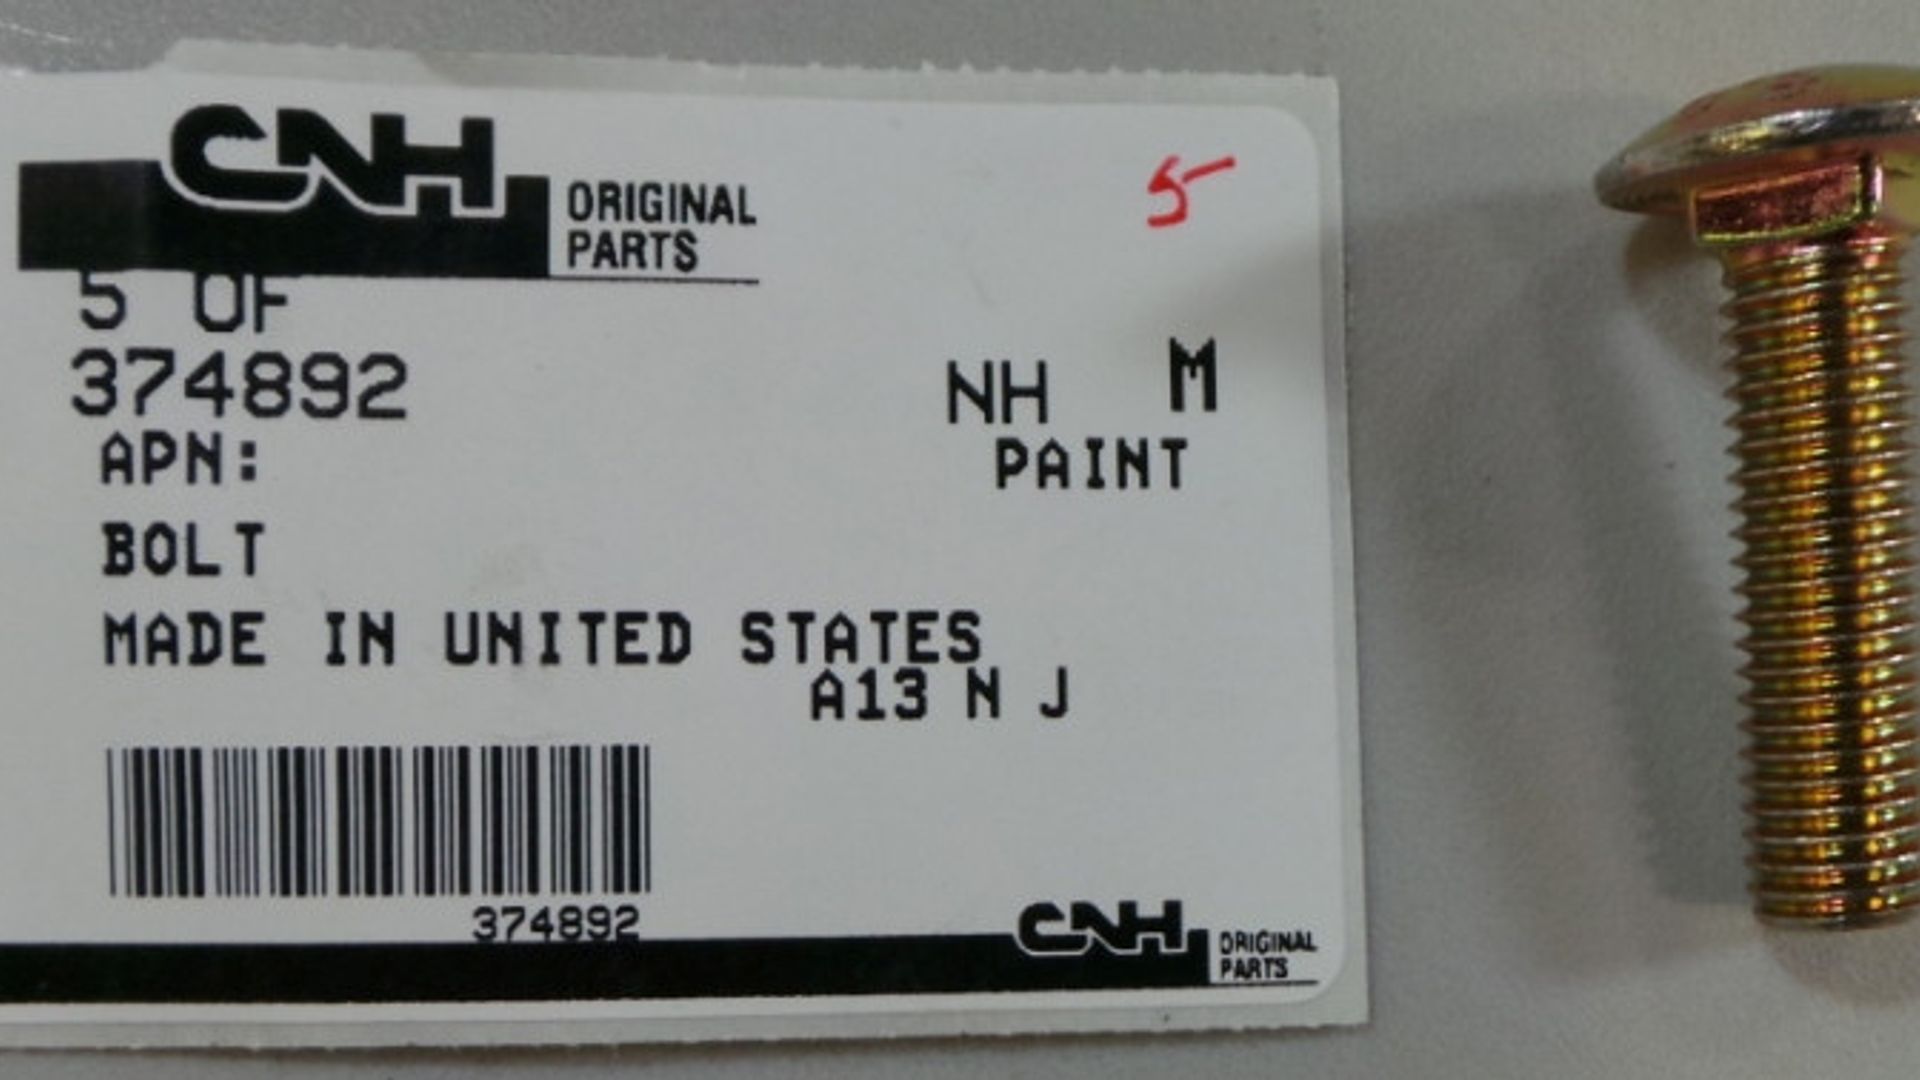 CNH
ORIGINAL
PARTS
5
5 OF
374892
NH M
APN:
PAINT
BOLT
MADE IN UNITED STATES
A13 N J
374892
CNH
ORIGINAL
PARTS